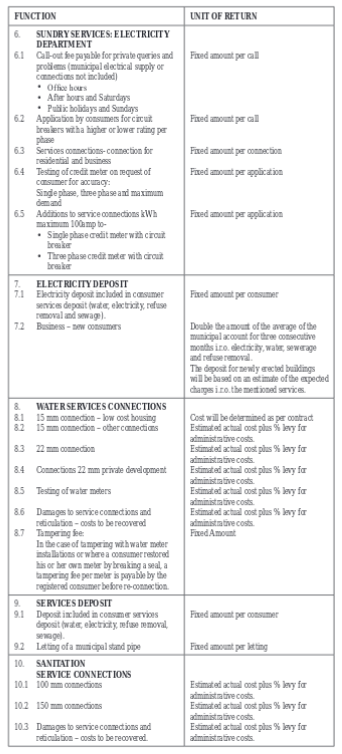 FUNCTION UNIT OF RETURN
6. SUNDRY SERVICES: ELECTRICITY
DEPARTMENT
6.1 Call-out fee payable for private queries and Fixed amount per call
problems (municipal electrical supply or
connections not included)
• Office hours
• After hours and Saturdays
• Public holidays and Sundays
6.2 Application by consumers for circuit Fixed amount per call
breakers with a higher or lower rating per
phase
6.3 Services connections- connection for Fixed amount per connection
residential and business
6.4 Testing of credit meter on request of Fixed amount per application
consumer for accuracy:
Single phase, three phase and maximum
demand
6.5 Additions to service connections kWh Fixed amount per application
maximum 100amp to-
• Single phase credit meter with circuit
breaker
• Three phase credit meter with circuit
breaker
7. ELECTRICITY DEPOSIT
7.1 Electricity deposit included in consumer Fixed amount per consumer
services deposit (water, electricity, refuse
removal and sewage).
7.2 Business – new consumers Double the amount of the average of the
municipal account for three consecutive
months i.r.o. electricity, water, sewerage
and refuse removal.
The deposit for newly erected buildings
will be based on an estimate of the expected
charges i.r.o. the mentioned services.
8. WATER SERVICES CONNECTIONS
8.1 15 mm connection – low cost housing Cost will be determined as per contract
8.2 15 mm connection – other connections Estimated actual cost plus % levy for
administrative costs.
8.3 22 mm connection Estimated actual cost plus % levy for
administrative costs.
8.4 Connections 22 mm private development Estimated actual cost plus % levy for
administrative costs.
8.5 Testing of water meters Estimated actual cost plus % levy for
administrative costs.
8.6 Damages to service connections and Estimated actual cost plus % levy for
reticulation – costs to be recovered administrative costs.
8.7 Tampering fee: Fixed Amount
In the case of tampering with water meter
installations or where a consumer restored
his or her own meter by breaking a seal, a
tampering fee per meter is payable by the
registered consumer before re-connection.
9. SERVICES DEPOSIT
9.1 Deposit included in consumer services Fixed amount per consumer
deposit (water, electricity, refuse removal,
sewage).
9.2 Letting of a municipal stand pipe Fixed amount per letting
10. SANITATION
SERVICE CONNECTIONS
10.1 100 mm connections Estimated actual cost plus % levy for
administrative costs.
10.2 150 mm connections Estimated actual cost plus % levy for
administrative costs.
10.3 Damages to service connections and Estimated actual cost plus % levy for
reticulation – costs to be recovered. administrative costs.